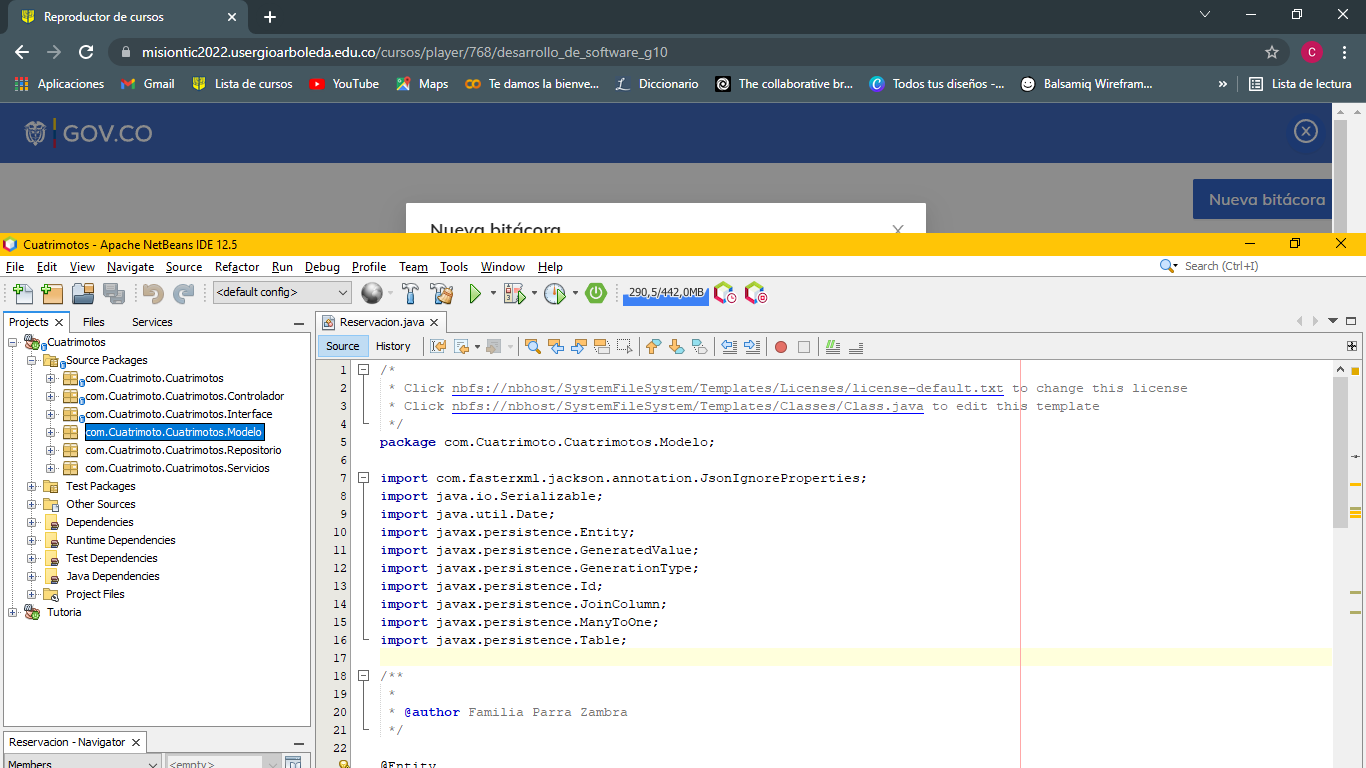 Reproductor de cursos
misiontic2022.usergioarboleda.edu.co/cursos/player/768/desarrollo_de_software_g10
C
Aplicaciones Gmail Lista de cursos YouTube Maps Te damos la bienve... Diccionario The collaborative br... Todos tus diseños -... Balsamiq Wirefram... » Lista de lectura
GOV.CO
Nueva bitácora
Nueva bitácora
Cuatrimotos - Apache NetBeans IDE 12.5
File Edit View Navigate Source Refactor Run Debug Profile Team Tools Window Help Search (Ctrl+I)
<default config> 290,5/442,0MB
Projects Files Services
Cuatrimotos
Source Packages
com.Cuatrimoto.Cuatrimotos
com.Cuatrimoto.Cuatrimotos.Controlador
com.Cuatrimoto.Cuatrimotos.Interface
com.Cuatrimoto.Cuatrimotos.Modelo
com.Cuatrimoto.Cuatrimotos.Repositorio
com.Cuatrimoto.Cuatrimotos.Servicios
Test Packages
Other Sources
Dependencies
Runtime Dependencies
Test Dependencies
Java Dependencies
Project Files
Tutoria
Reservacion - Navigator
Members <empty>
Reservacion.java
Source History
1 /*
2 * Click nbfs://nbhost/SystemFileSystem/Templates/Licenses/license-default.txt to change this license
3 * Click nbfs://nbhost/SystemFileSystem/Templates/Classes/Class.java to edit this template
4 */
5 package com.Cuatrimoto.Cuatrimotos.Modelo;
6
7 import com.fasterxml.jackson.annotation.JsonIgnoreProperties;
8 import java.io.Serializable;
9 import java.util.Date;
10 import javax.persistence.Entity;
11 import javax.persistence.GeneratedValue;
12 import javax.persistence.GenerationType;
13 import javax.persistence.Id;
14 import javax.persistence.JoinColumn;
15 import javax.persistence.ManyToOne;
16 import javax.persistence.Table;
17
18 /**
19 *
20 * @author Familia Parra Zambra
21 */
22
@Entity